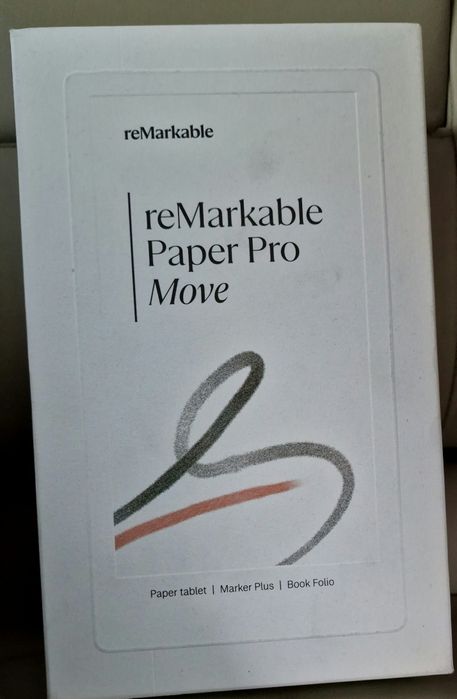 reMarkable
reMarkable
Paper Pro
Move
Paper tablet | Marker Plus | Book Folio